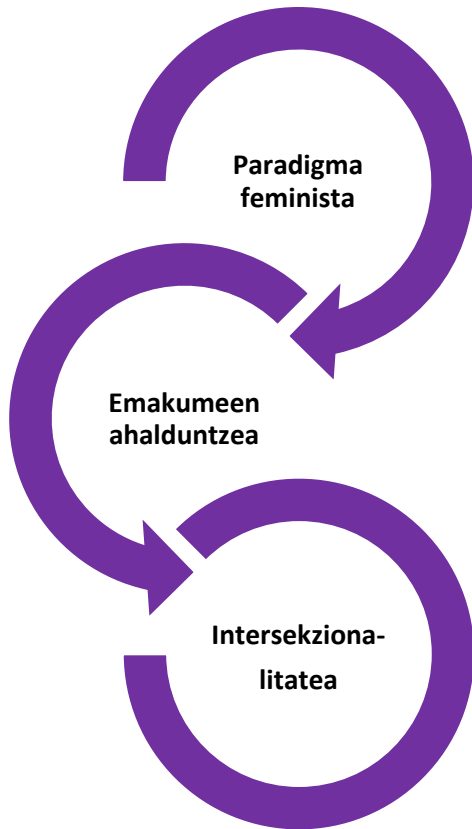 Paradigma
feminista
Emakumeen
ahalduntzea
Intersekziona-
litatea